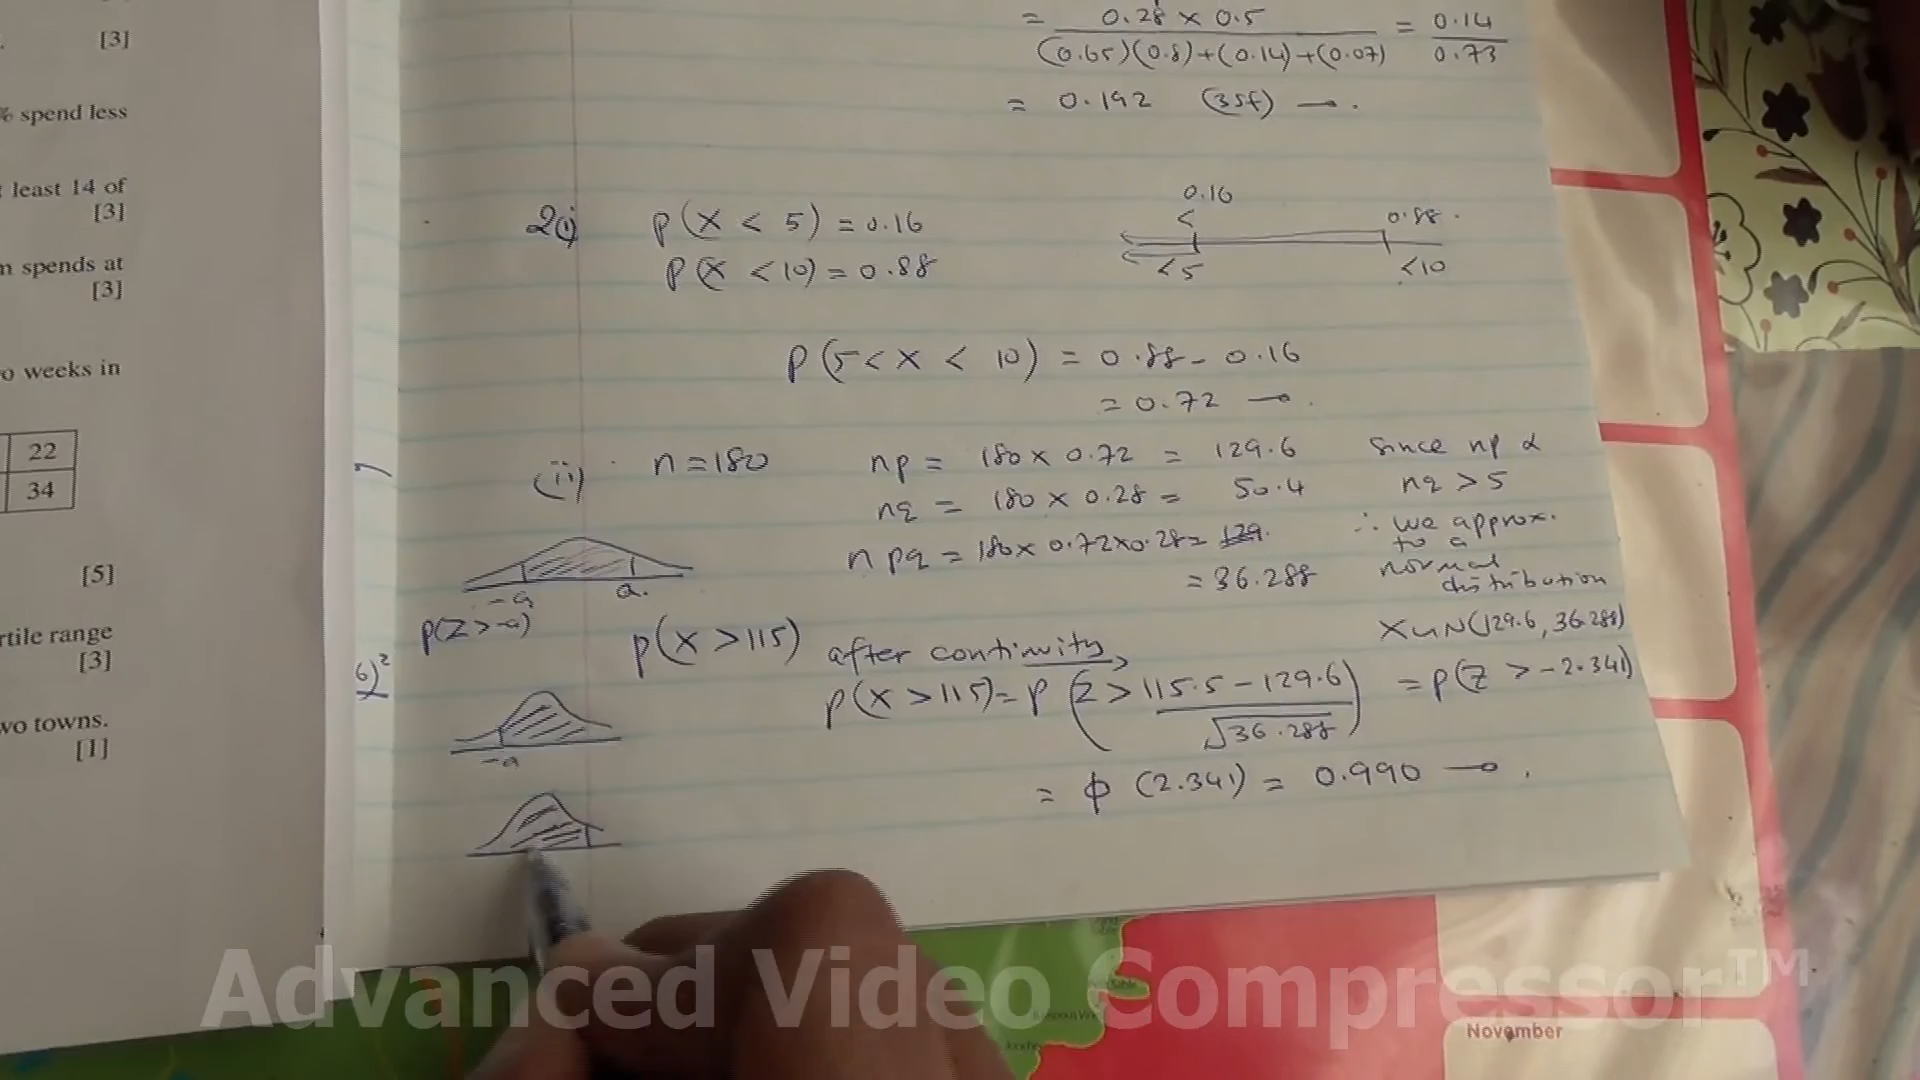 [3]
% spend less
t least 14 of
[3]
m spends at
[3]
o weeks in
22
34
[5]
rtile range
[3]
wo towns.
[1]
6)²
= 0.28 × 0.5 / (0.65)(0.8)+(0.14)+(0.07) = 0.14 / 0.73
= 0.192 (3sf)
2(i) P(X < 5) = 0.16
P(X < 10) = 0.88
0.16
0.88
<
<5 <10
P(5 < X < 10) = 0.88 - 0.16
= 0.72
(ii) n = 180 np = 180 × 0.72 = 129.6 since np &
nq = 180 × 0.28 = 50.4 nq > 5
npq = 180 × 0.72 × 0.28 = 129. ∴ we approx.
to a
= 36.288 normal
distribution
-a a.
P(Z > -a)
X ~ N(129.6, 36.288)
P(X > 115) after continuity
P(X > 115) = P(Z > 115.5 - 129.6 / √36.288) = P(Z > -2.341)
-a
= Φ(2.341) = 0.990
Advanced Video Compressor™
November